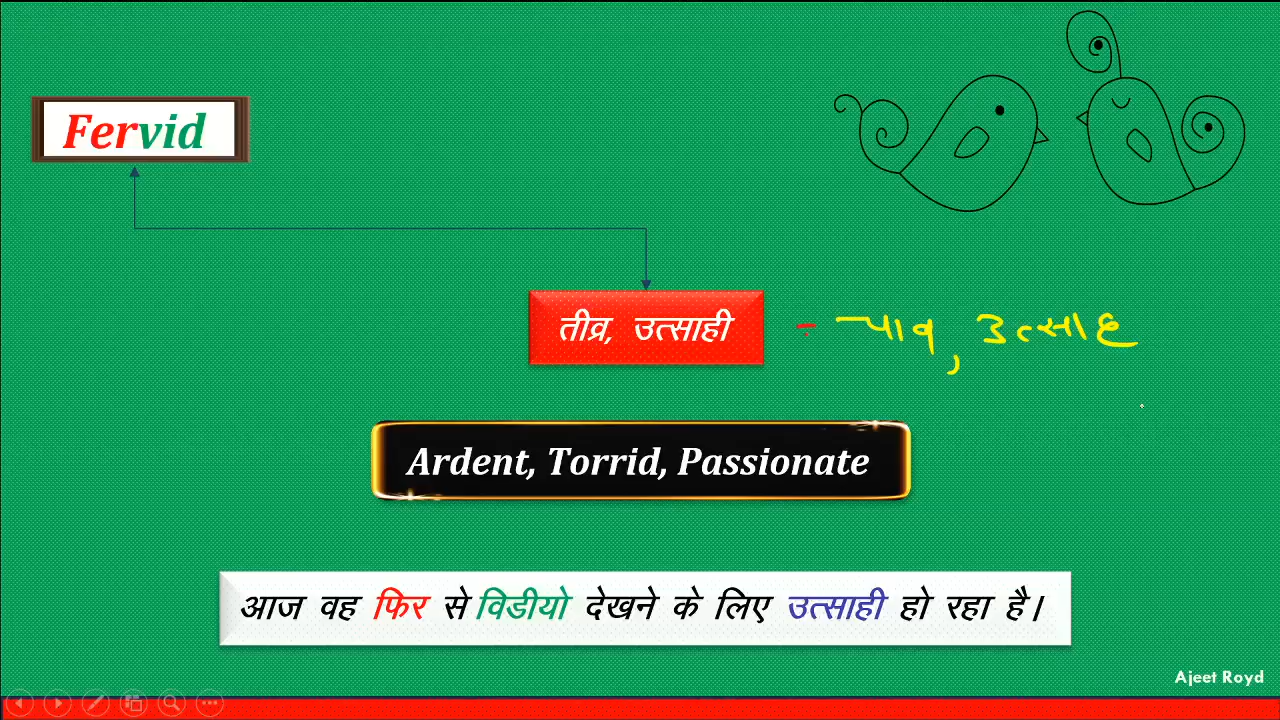 Fervid
तीव्र, उत्साही - चाव, उत्साह
Ardent, Torrid, Passionate
आज वह फिर से विडीयो देखने के लिए उत्साही हो रहा है।
Ajeet Royd